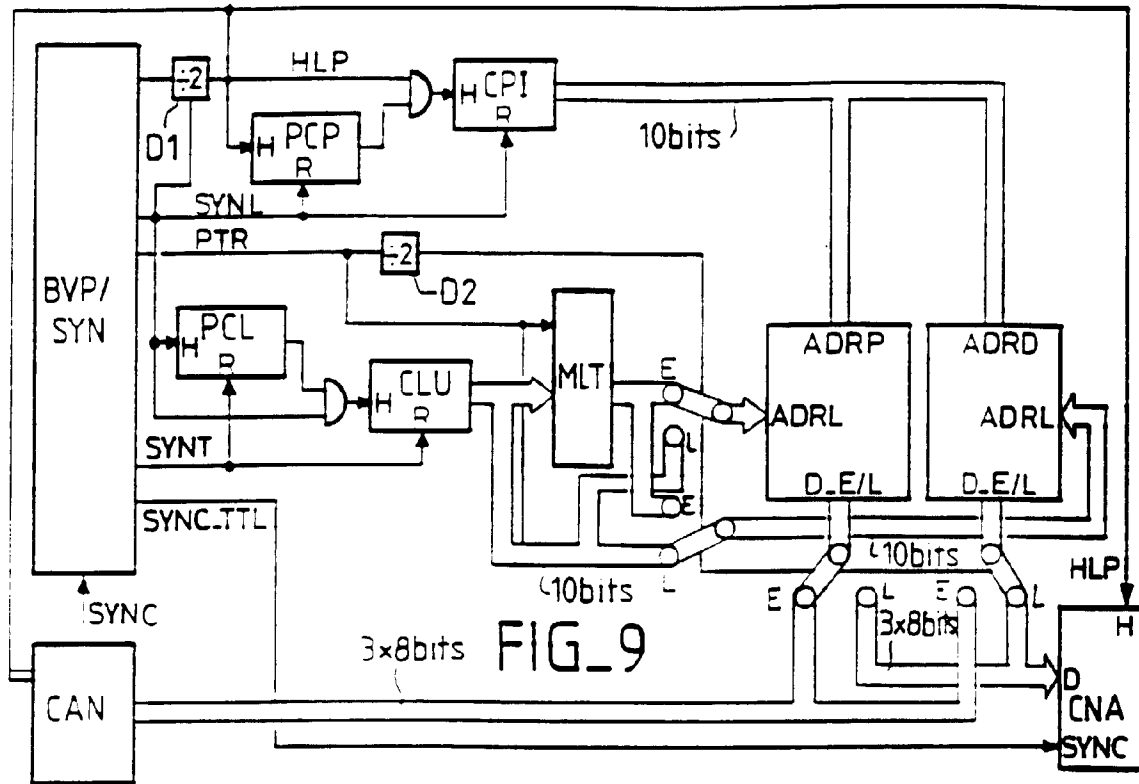 ÷2
HLP
D1
H CPI
R
10bits
H PCP
R
SYNL
PTR
÷2
D2
BVP/
SYN
PCL
H
R
CLU
H
R
MLT
E
L
E
ADRP
ADRL
D_E/L
ADRD
ADRL
D_E/L
SYNT
SYNC_TTL
SYNC
10bits
L
10bits
HLP
E
L
E
L
3x8bits
3x8bits
FIG_9
CAN
H
D
CNA
SYNC